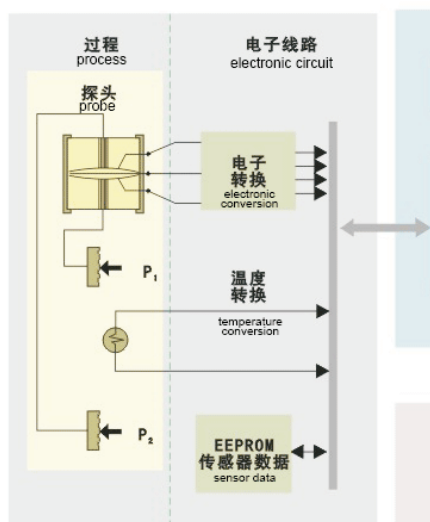 过程
process
电子线路
electronic circuit
探头
probe
电子
转换
electronic
conversion
P₁
温度
转换
temperature
conversion
P₂
EEPROM
传感器数据
sensor data